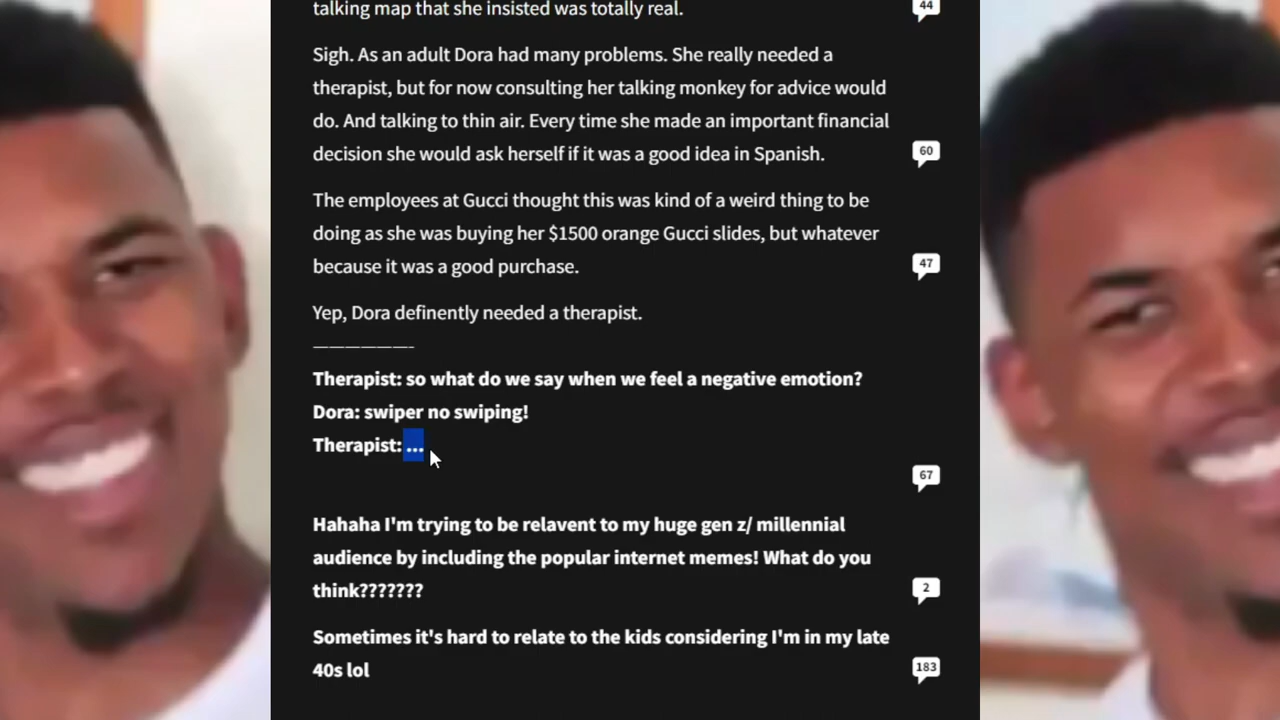 talking map that she insisted was totally real.
44
Sigh. As an adult Dora had many problems. She really needed a
therapist, but for now consulting her talking monkey for advice would
do. And talking to thin air. Every time she made an important financial
decision she would ask herself if it was a good idea in Spanish.
60
The employees at Gucci thought this was kind of a weird thing to be
doing as she was buying her $1500 orange Gucci slides, but whatever
because it was a good purchase.
47
Yep, Dora definently needed a therapist.
——————-
Therapist: so what do we say when we feel a negative emotion?
Dora: swiper no swiping!
Therapist: ...
67
Hahaha I'm trying to be relavent to my huge gen z/ millennial
audience by including the popular internet memes! What do you
think???????
2
Sometimes it's hard to relate to the kids considering I'm in my late
40s lol
183